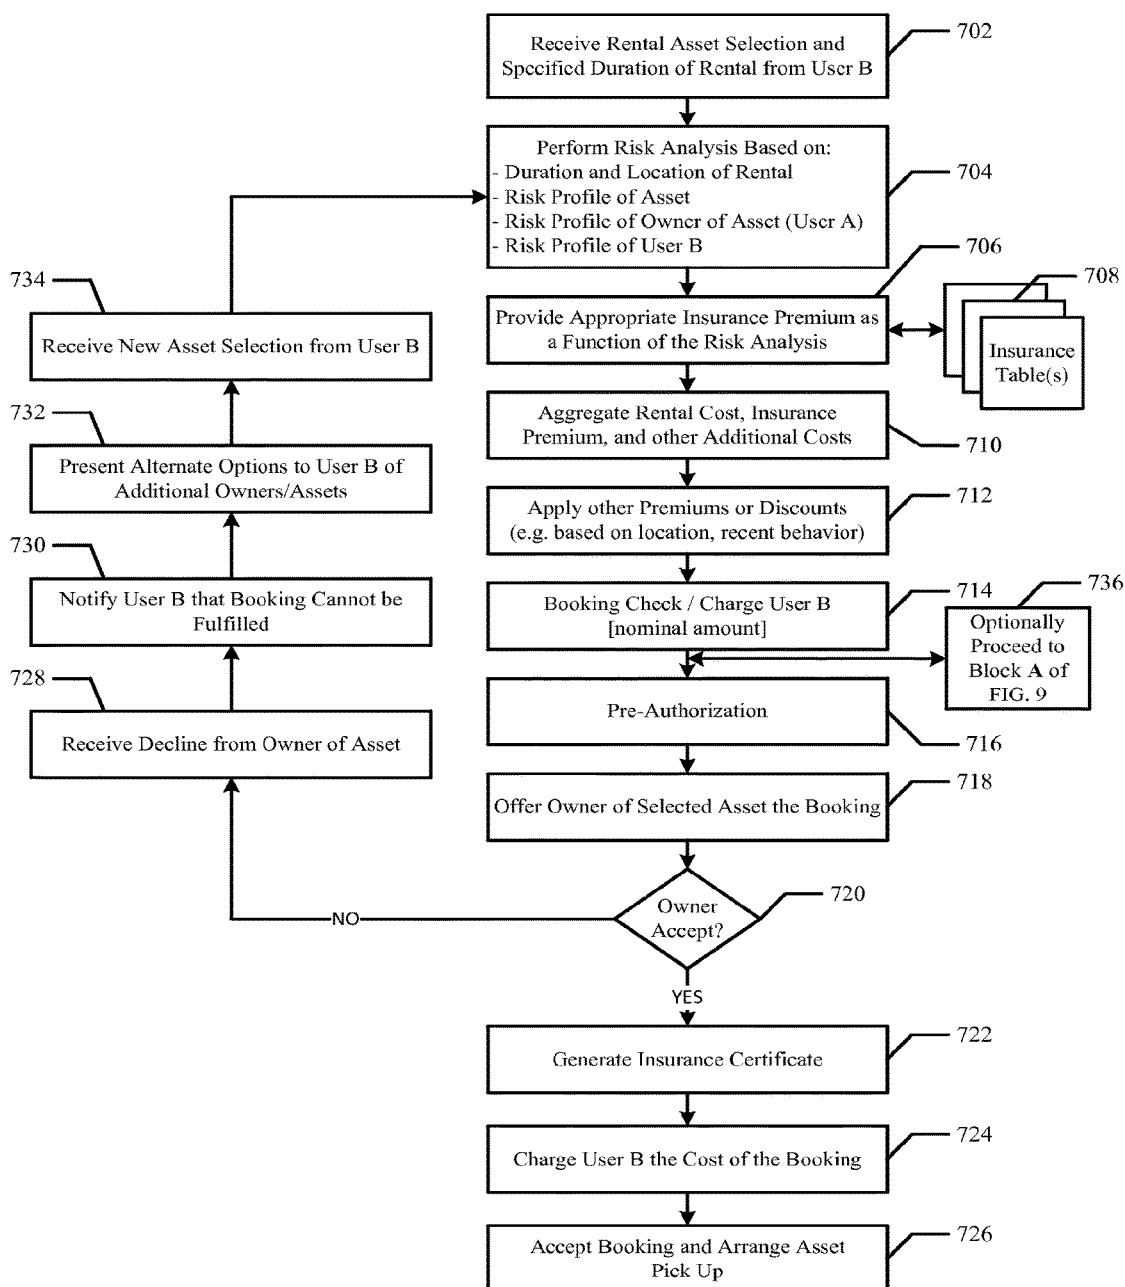 Receive Rental Asset Selection and
Specified Duration of Rental from User B
702
Perform Risk Analysis Based on:
- Duration and Location of Rental
- Risk Profile of Asset
- Risk Profile of Owner of Asset (User A)
- Risk Profile of User B
704
706
Provide Appropriate Insurance Premium as
a Function of the Risk Analysis
708
Insurance
Table(s)
Aggregate Rental Cost, Insurance
Premium, and other Additional Costs
710
Apply other Premiums or Discounts
(e.g. based on location, recent behavior)
712
Booking Check / Charge User B
[nominal amount]
714
736
Optionally
Proceed to
Block A of
FIG. 9
Pre-Authorization
716
Offer Owner of Selected Asset the Booking
718
Owner
Accept?
720
NO
YES
734
Receive New Asset Selection from User B
732
Present Alternate Options to User B of
Additional Owners/Assets
730
Notify User B that Booking Cannot be
Fulfilled
728
Receive Decline from Owner of Asset
Generate Insurance Certificate
722
Charge User B the Cost of the Booking
724
Accept Booking and Arrange Asset
Pick Up
726